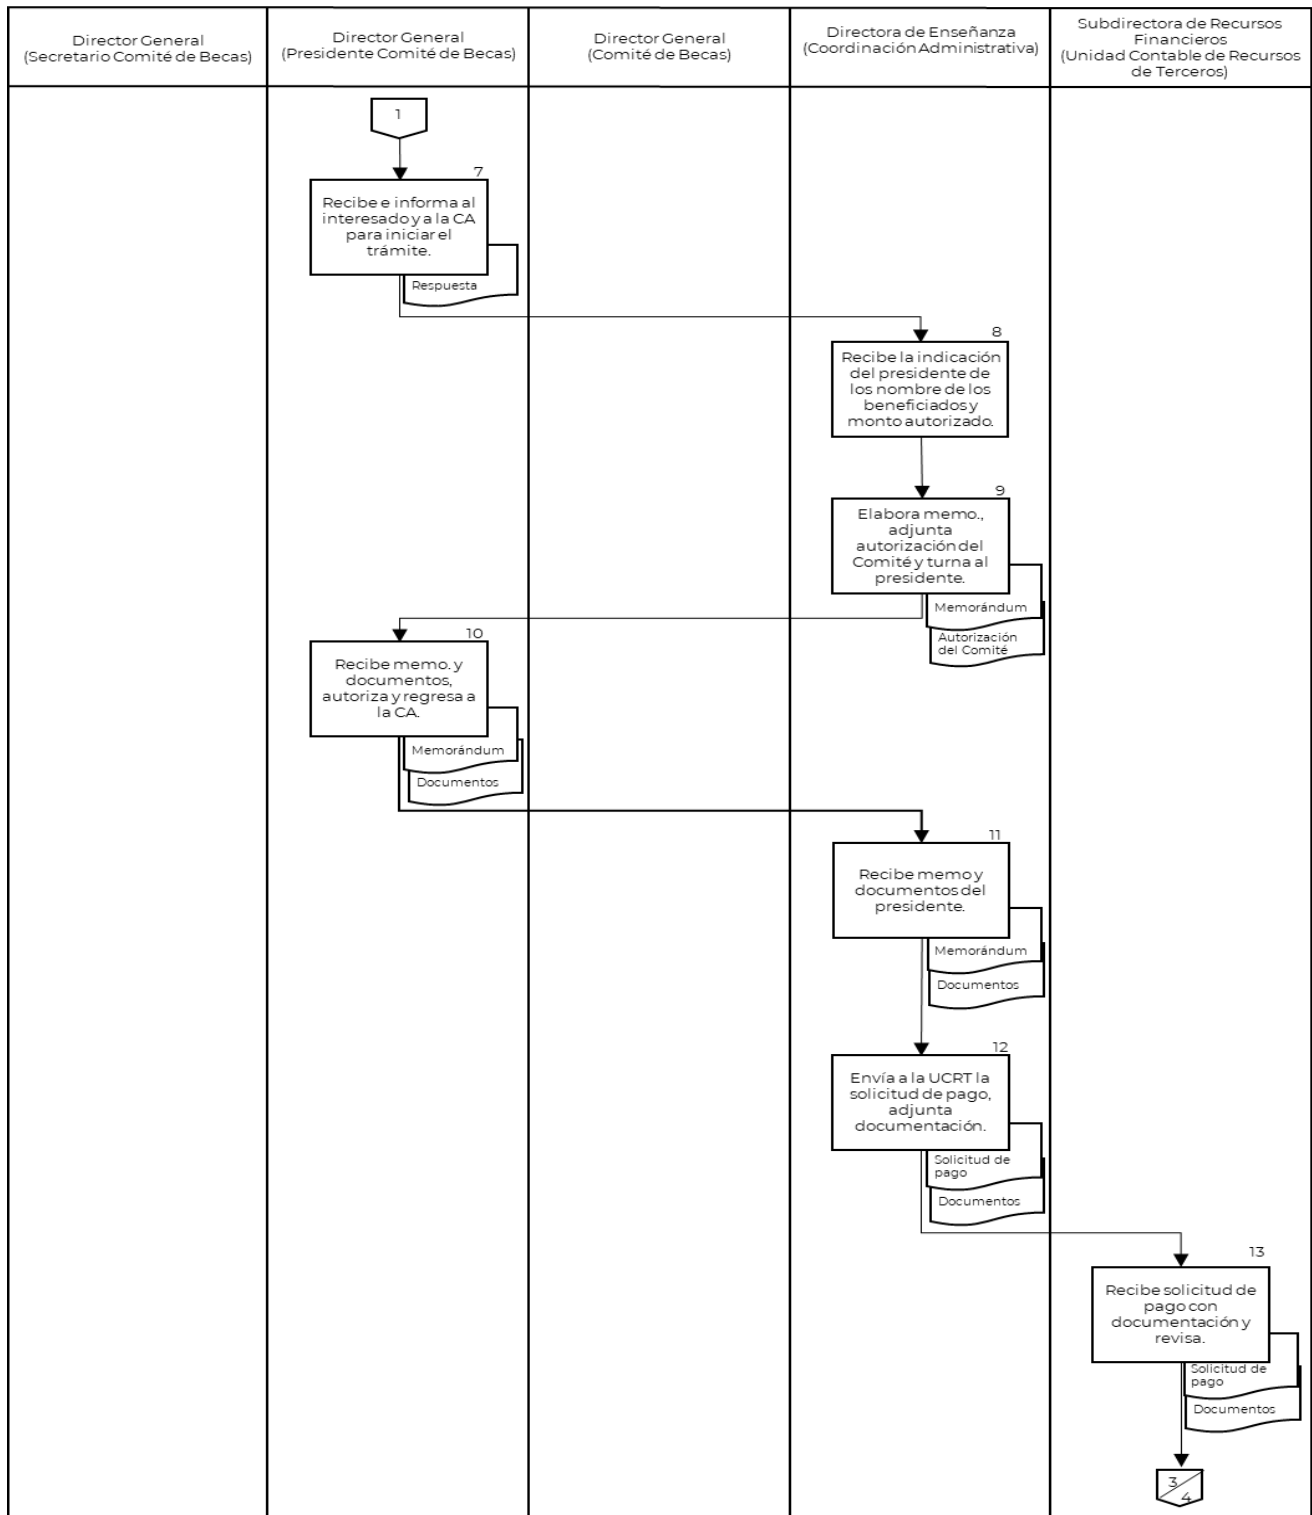 Director General
(Secretario Comité de Becas)
Director General
(Presidente Comité de Becas)
Director General
(Comité de Becas)
Directora de Enseñanza
(Coordinación Administrativa)
Subdirectora de Recursos
Financieros
(Unidad Contable de Recursos
de Terceros)
1
7
Recibe e informa al
interesado y a la CA
para iniciar el
trámite.
Respuesta
8
Recibe la indicación
del presidente de
los nombre de los
beneficiados y
monto autorizado.
9
Elabora memo.,
adjunta
autorización del
Comité y turna al
presidente.
Memorándum
Autorización
del Comité
10
Recibe memo. y
documentos,
autoriza y regresa a
la CA.
Memorándum
Documentos
11
Recibe memo y
documentos del
presidente.
Memorándum
Documentos
12
Envía a la UCRT la
solicitud de pago,
adjunta
documentación.
Solicitud de
pago
Documentos
13
Recibe solicitud de
pago con
documentación y
revisa.
Solicitud de
pago
Documentos
3
4